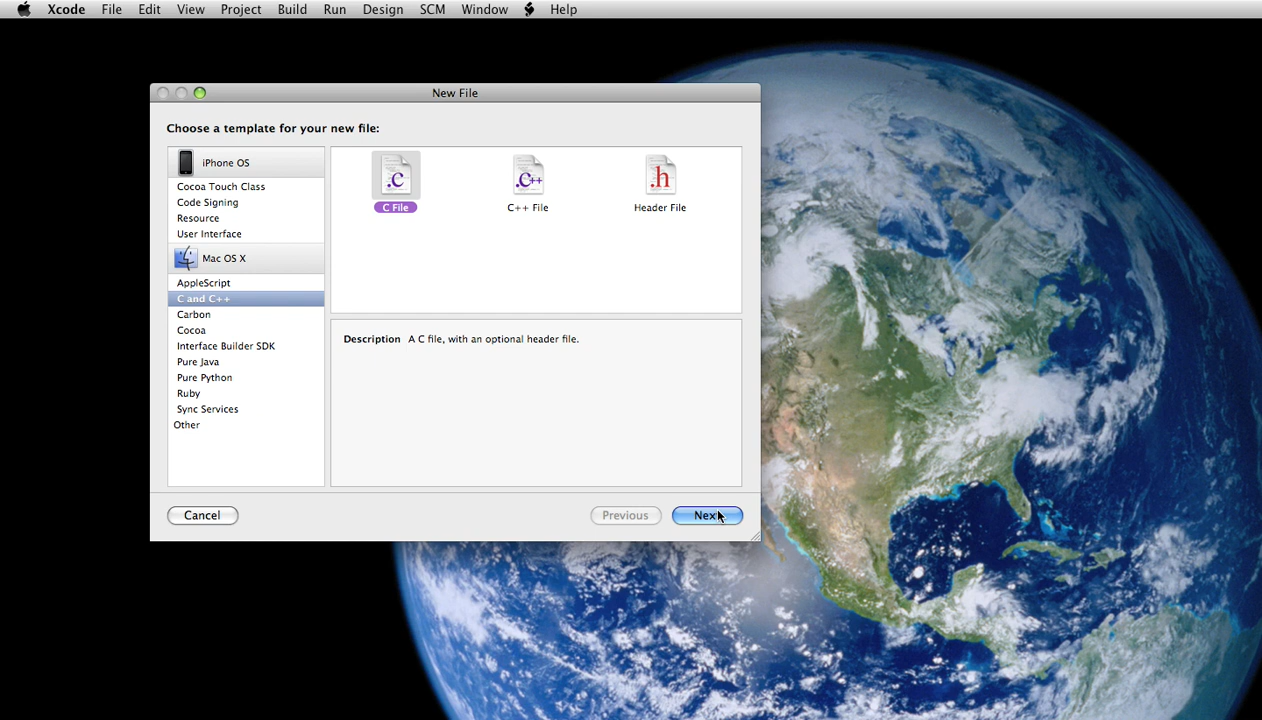 Xcode File Edit View Project Build Run Design SCM Window Help
New File
Choose a template for your new file:
iPhone OS
Cocoa Touch Class
Code Signing
Resource
User Interface
Mac OS X
AppleScript
C and C++
Carbon
Cocoa
Interface Builder SDK
Pure Java
Pure Python
Ruby
Sync Services
Other
.c
C File
.c++
C++ File
.h
Header File
Description A C file, with an optional header file.
Cancel
Previous
Next